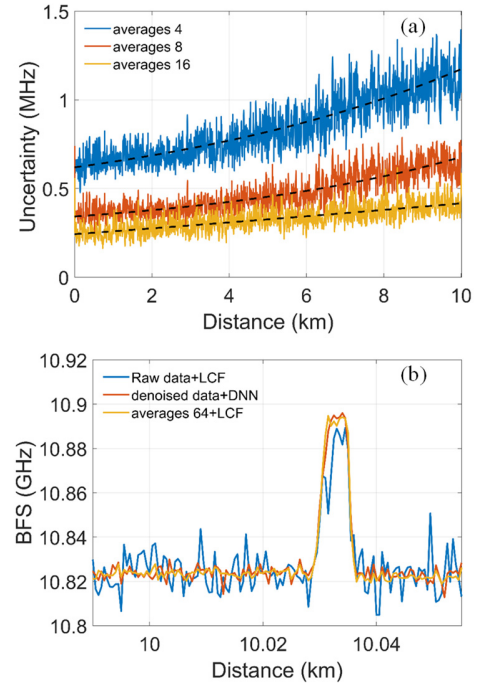 (a)
averages 4
averages 8
averages 16
Uncertainty (MHz)
1.5
1
0.5
0
0 2 4 6 8 10
Distance (km)
(b)
Raw data+LCF
denoised data+DNN
averages 64+LCF
BFS (GHz)
10.92
10.9
10.88
10.86
10.84
10.82
10.8
10 10.02 10.04
Distance (km)